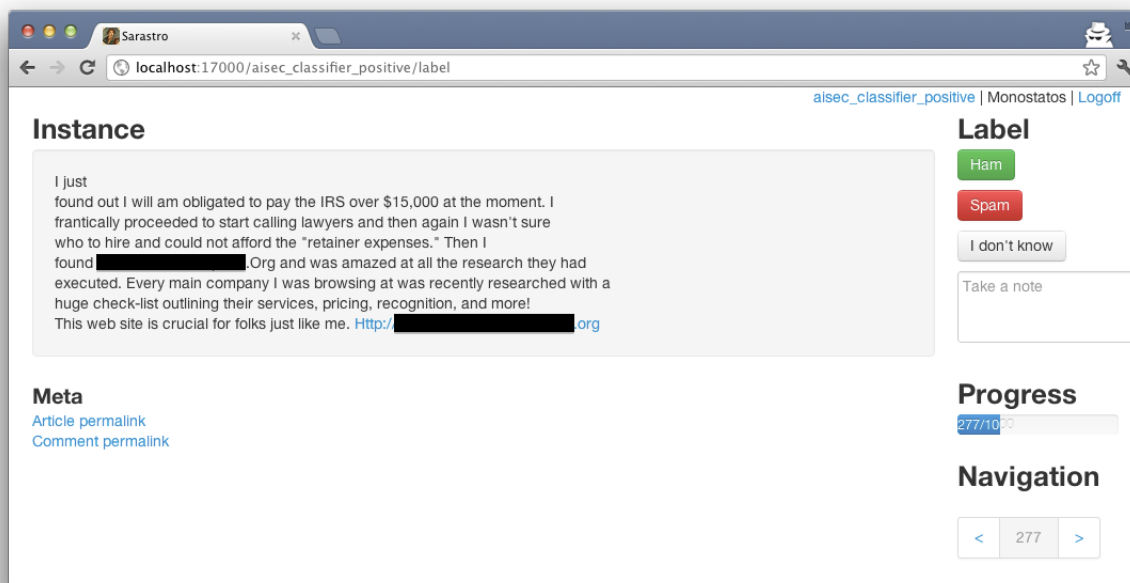 Sarastro
localhost:17000/aisec_classifier_positive/label
aisec_classifier_positive | Monostatos | Logoff
Instance
I just
found out I will am obligated to pay the IRS over $15,000 at the moment. I
frantically proceeded to start calling lawyers and then again I wasn't sure
who to hire and could not afford the "retainer expenses." Then I
found .Org and was amazed at all the research they had
executed. Every main company I was browsing at was recently researched with a
huge check-list outlining their services, pricing, recognition, and more!
This web site is crucial for folks just like me. Http:/ .org
Meta
Article permalink
Comment permalink
Label
Ham
Spam
I don't know
Take a note
Progress
277/1000
Navigation
< 277 >